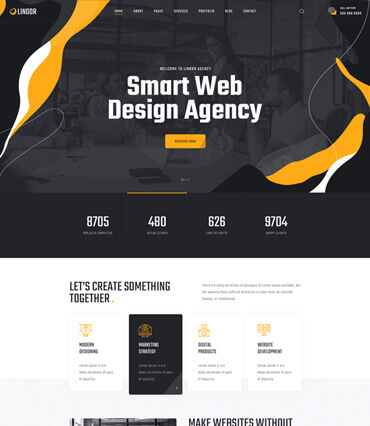 LINOOR
HOME ABOUT PAGES SERVICES PORTFOLIO BLOG CONTACT
CALL ANYTIME
WELCOME TO LINOOR AGENCY
Smart Web
Design Agency
DISCOVER MORE
8705 480 626 9704
PROJECTS COMPLETED ACTIVE CLIENTS CUPS OF COFFEE HAPPY CLIENTS
LET'S CREATE SOMETHING
TOGETHER .
There are many variations of passages of Lorem ipsum available, but
the majority have suffered alteration in some form, by injected
humour, or randomised.
MODERN
DESIGNING
Lorem ipsum is are
many variations of pass
of majority.
MARKETING
STRATEGY
Lorem ipsum is are
many variations of pass
of majority.
DIGITAL
PRODUCTS
Lorem ipsum is are
many variations of pass
of majority.
WEBSITE
DEVELOPMENT
Lorem ipsum is are
many variations of pass
of majority.
MAKE WEBSITES WITHOUT